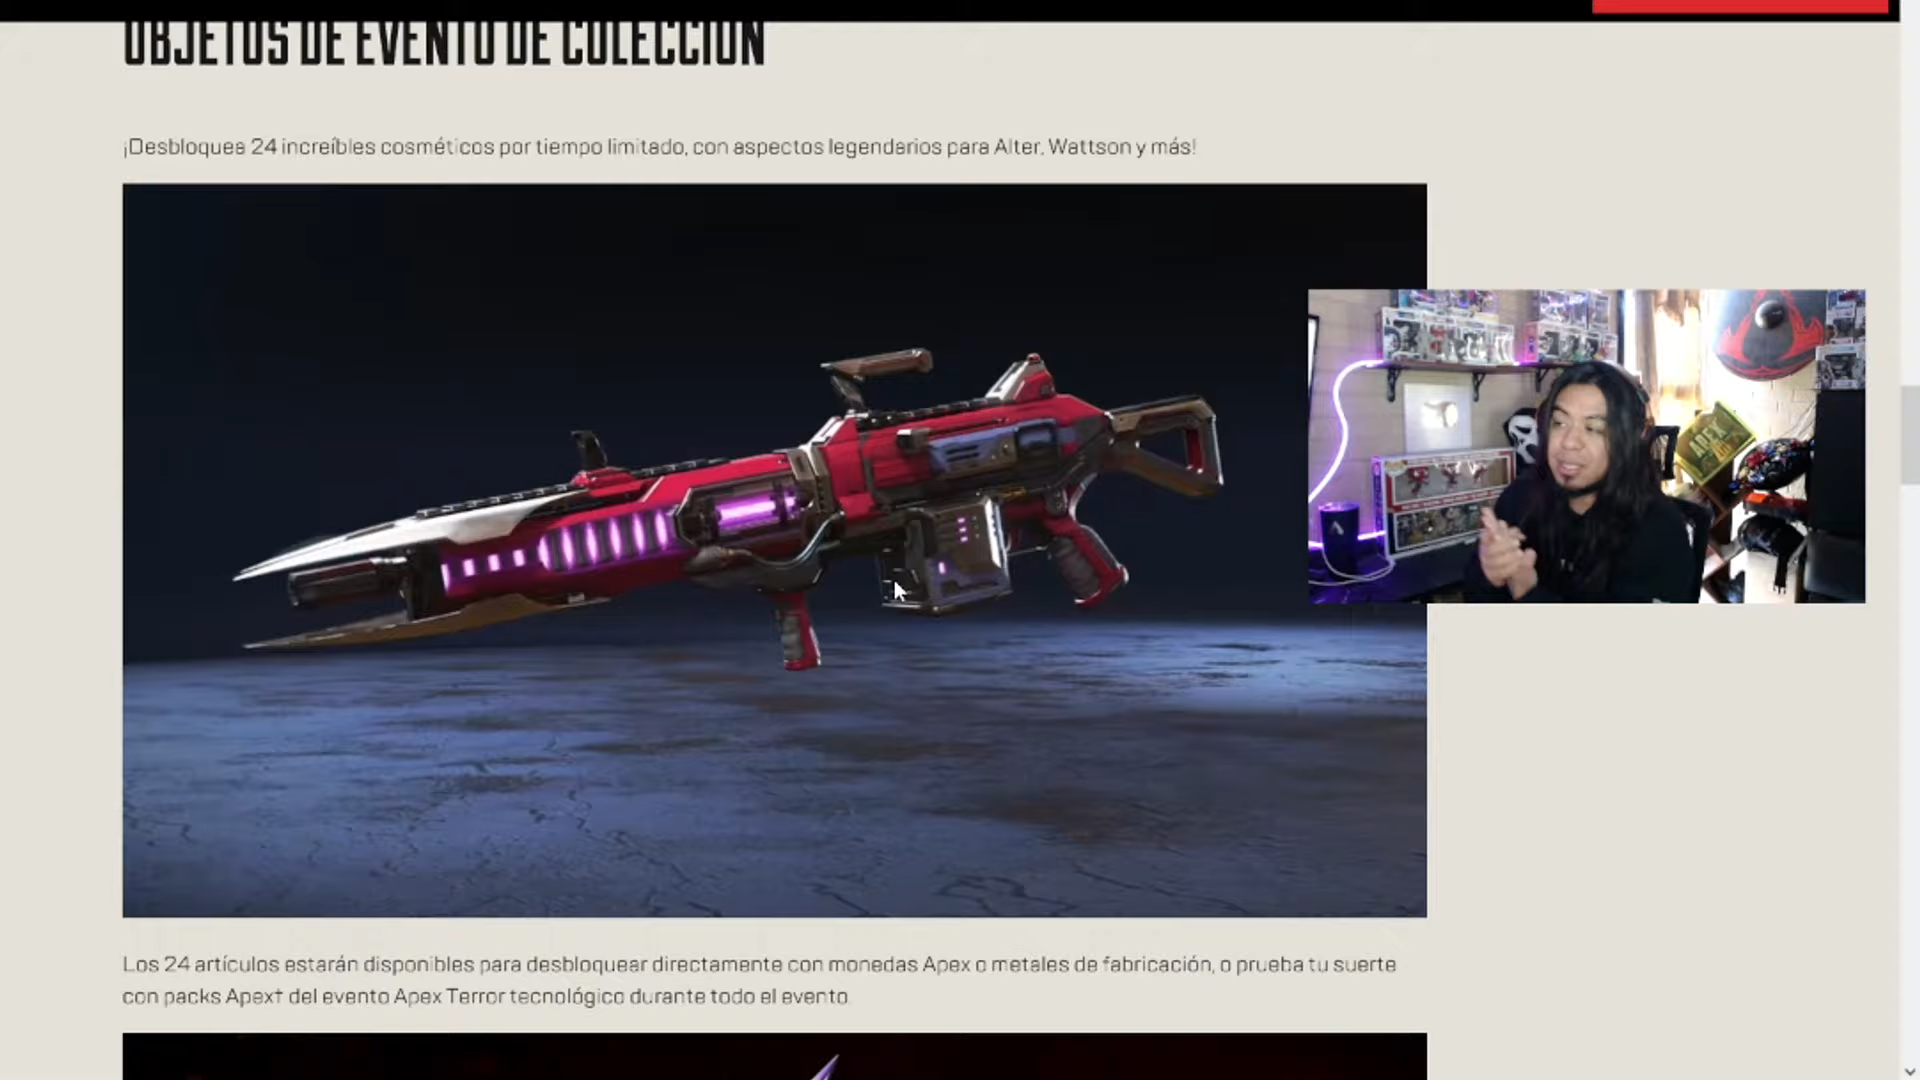 OBJETOS DE EVENTO DE COLECCIÓN
¡Desbloquea 24 increíbles cosméticos por tiempo limitado, con aspectos legendarios para Alter, Wattson y más!
APEX
Los 24 artículos estarán disponibles para desbloquear directamente con monedas Apex o metales de fabricación, o prueba tu suerte
con packs Apex† del evento Apex Terror tecnológico durante todo el evento.